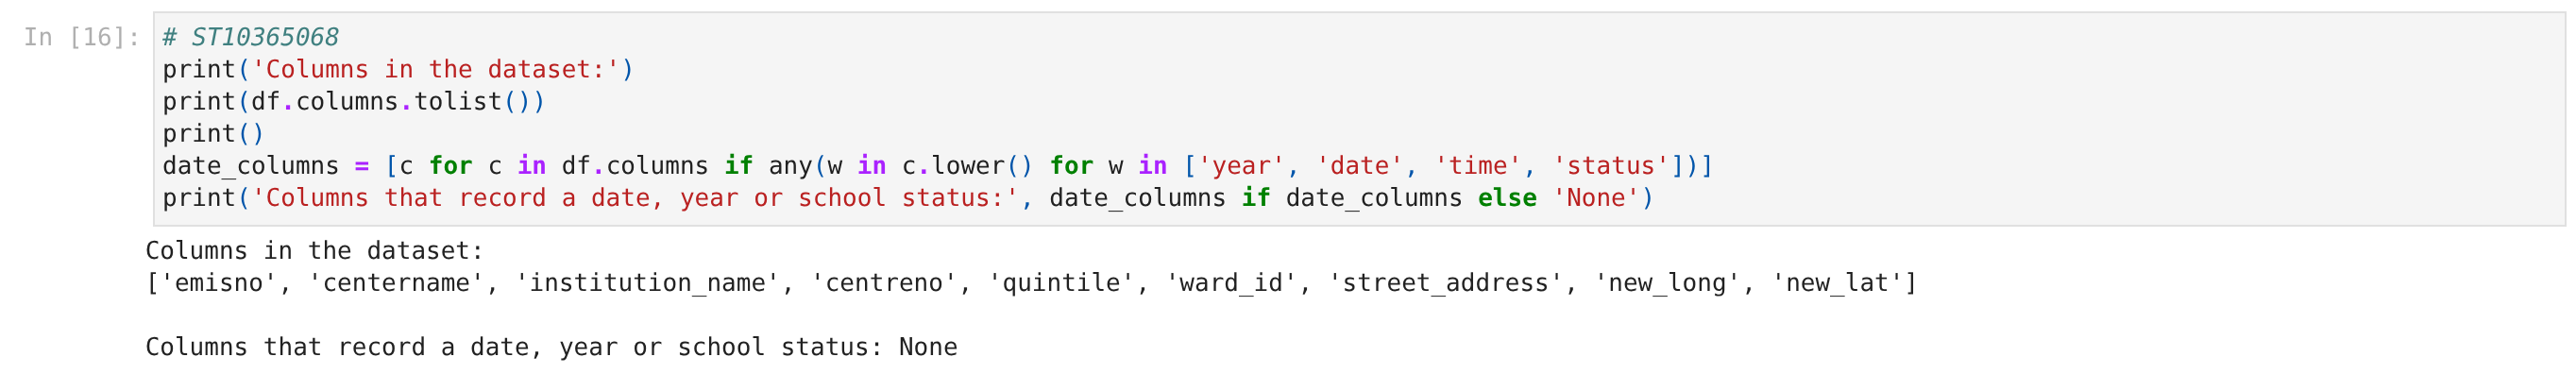 In [16]: # ST10365068
print('Columns in the dataset:')
print(df.columns.tolist())
print()
date_columns = [c for c in df.columns if any(w in c.lower() for w in ['year', 'date', 'time', 'status'])]
print('Columns that record a date, year or school status:', date_columns if date_columns else 'None')
Columns in the dataset:
['emisno', 'centername', 'institution_name', 'centreno', 'quintile', 'ward_id', 'street_address', 'new_long', 'new_lat']
Columns that record a date, year or school status: None